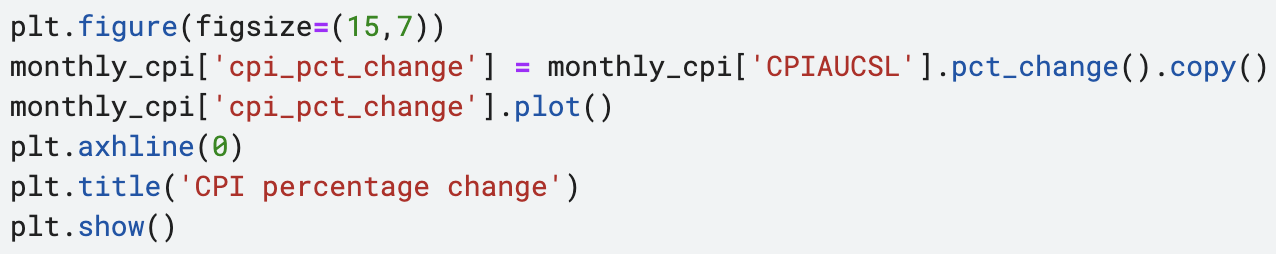 plt.figure(figsize=(15,7))
monthly_cpi['cpi_pct_change'] = monthly_cpi['CPIAUCSL'].pct_change().copy()
monthly_cpi['cpi_pct_change'].plot()
plt.axhline(0)
plt.title('CPI percentage change')
plt.show()